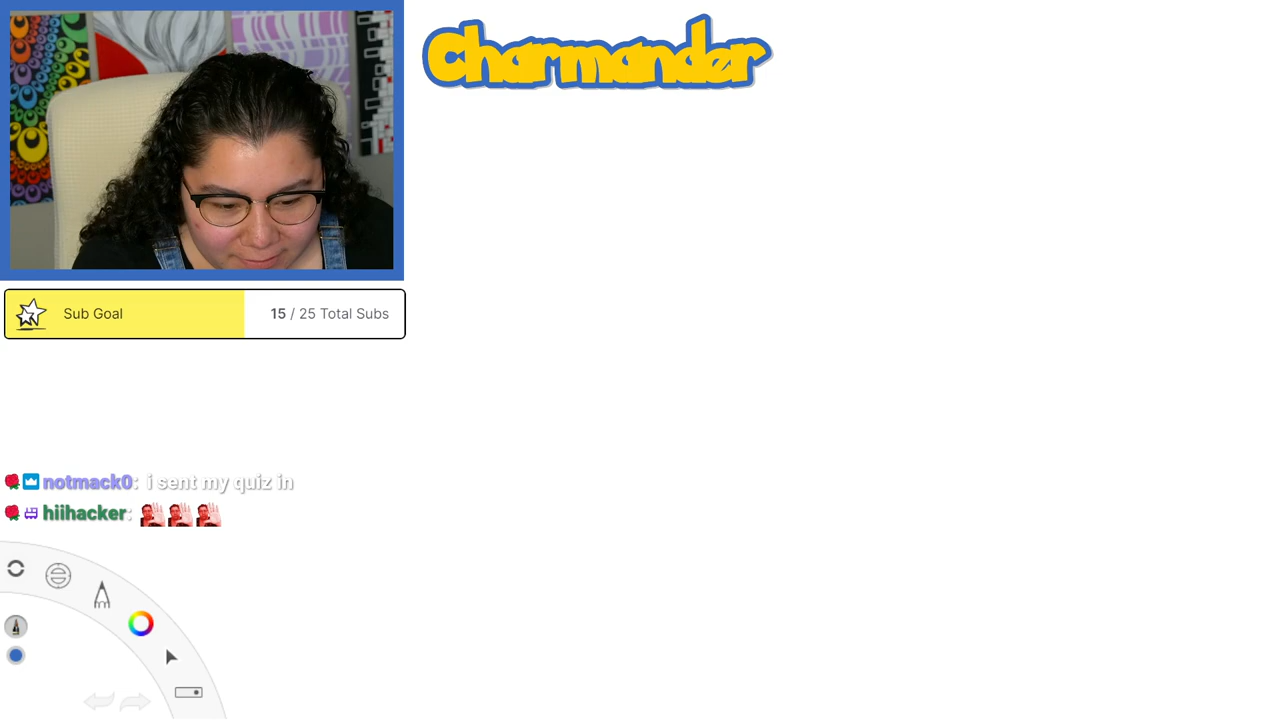 Charmander
Sub Goal 15 / 25 Total Subs
notmack0: i sent my quiz in
hiihacker: